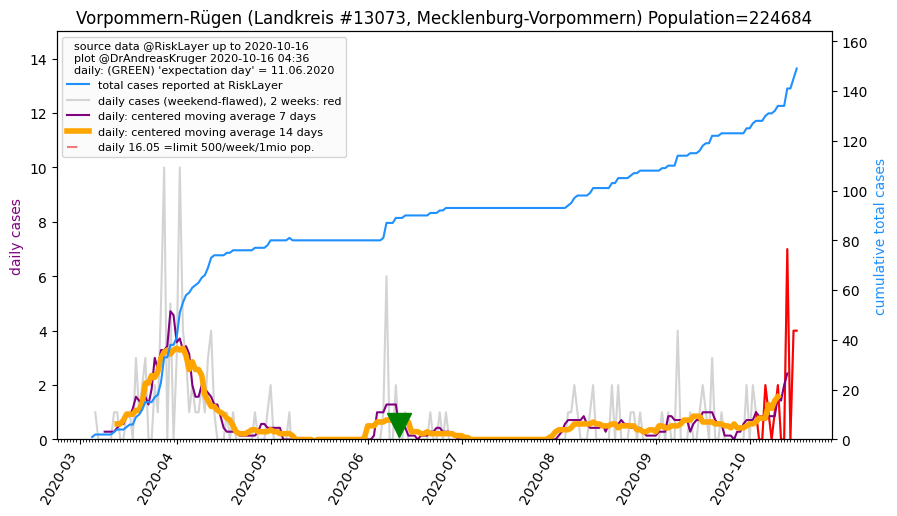 Vorpommern-Rügen (Landkreis #13073, Mecklenburg-Vorpommern) Population=224684
source data @RiskLayer up to 2020-10-16
plot @DrAndreasKruger 2020-10-16 04:36
daily: (GREEN) 'expectation day' = 11.06.2020
total cases reported at RiskLayer
daily cases (weekend-flawed), 2 weeks: red
daily: centered moving average 7 days
daily: centered moving average 14 days
daily 16.05 =limit 500/week/1mio pop.
daily cases
14
12
10
8
6
4
2
0
160
140
120
100
80
60
40
20
0
cumulative total cases
2020-03
2020-04
2020-05
2020-06
2020-07
2020-08
2020-09
2020-10